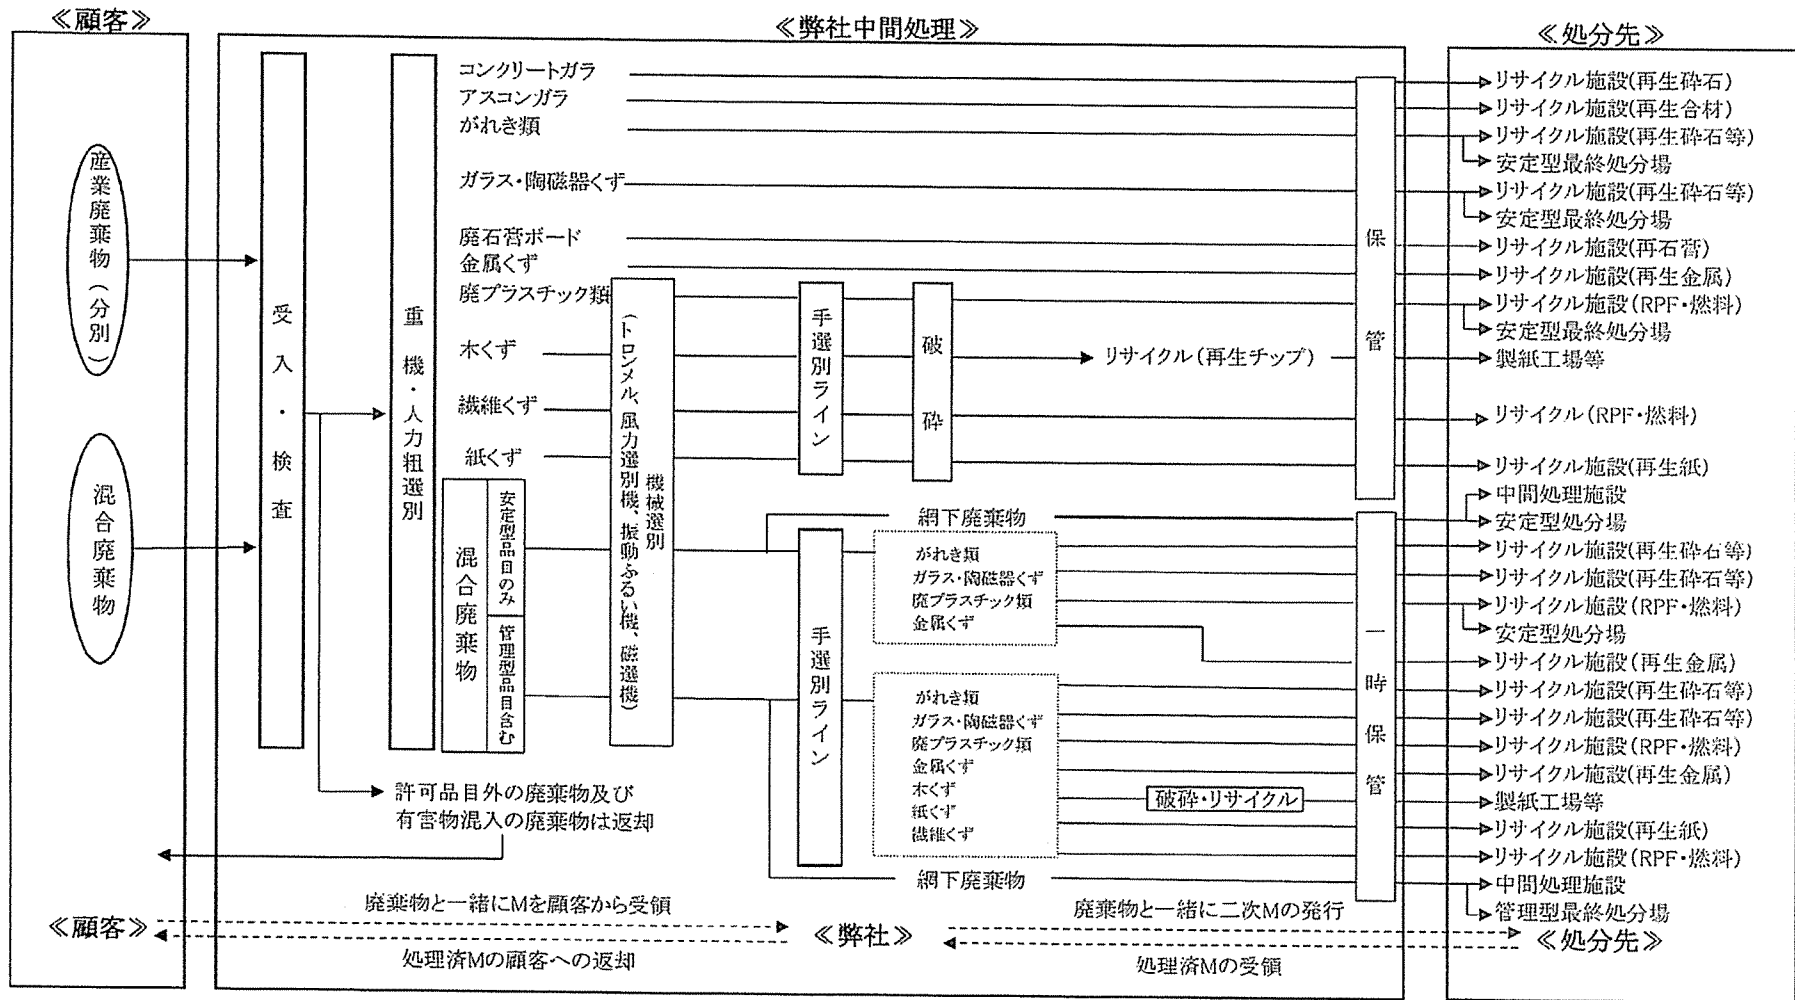 ≪顧客≫
≪弊社中間処理≫
≪処分先≫
産業廃棄物(分別)
混合廃棄物
受入・検査
重機・人力粗選別
コンクリートガラ
アスコンガラ
がれき類
ガラス・陶磁器くず
廃石膏ボード
金属くず
廃プラスチック類
木くず
繊維くず
紙くず
混合廃棄物
安定型品目のみ
管理型品目含む
機械選別
(トロンメル、風力選別機、振動ふるい機、磁選機)
手選別ライン
破砕
リサイクル(再生チップ)
保管
網下廃棄物
手選別ライン
がれき類
ガラス・陶磁器くず
廃プラスチック類
金属くず
がれき類
ガラス・陶磁器くず
廃プラスチック類
金属くず
木くず
紙くず
繊維くず
破砕・リサイクル
網下廃棄物
一時保管
リサイクル施設(再生砕石)
リサイクル施設(再生合材)
リサイクル施設(再生砕石等)
安定型最終処分場
リサイクル施設(再生砕石等)
安定型最終処分場
リサイクル施設(再石膏)
リサイクル施設(再生金属)
リサイクル施設(RPF・燃料)
安定型最終処分場
製紙工場等
リサイクル(RPF・燃料)
リサイクル施設(再生紙)
中間処理施設
安定型処分場
リサイクル施設(再生砕石等)
リサイクル施設(再生砕石等)
リサイクル施設(RPF・燃料)
安定型処分場
リサイクル施設(再生金属)
リサイクル施設(再生砕石等)
リサイクル施設(再生砕石等)
リサイクル施設(RPF・燃料)
リサイクル施設(再生金属)
製紙工場等
リサイクル施設(再生紙)
リサイクル施設(RPF・燃料)
中間処理施設
管理型最終処分場
許可品目外の廃棄物及び
有害物混入の廃棄物は返却
≪顧客≫
廃棄物と一緒にMを顧客から受領
処理済Mの顧客への返却
≪弊社≫
廃棄物と一緒に二次Mの発行
処理済Mの受領
≪処分先≫